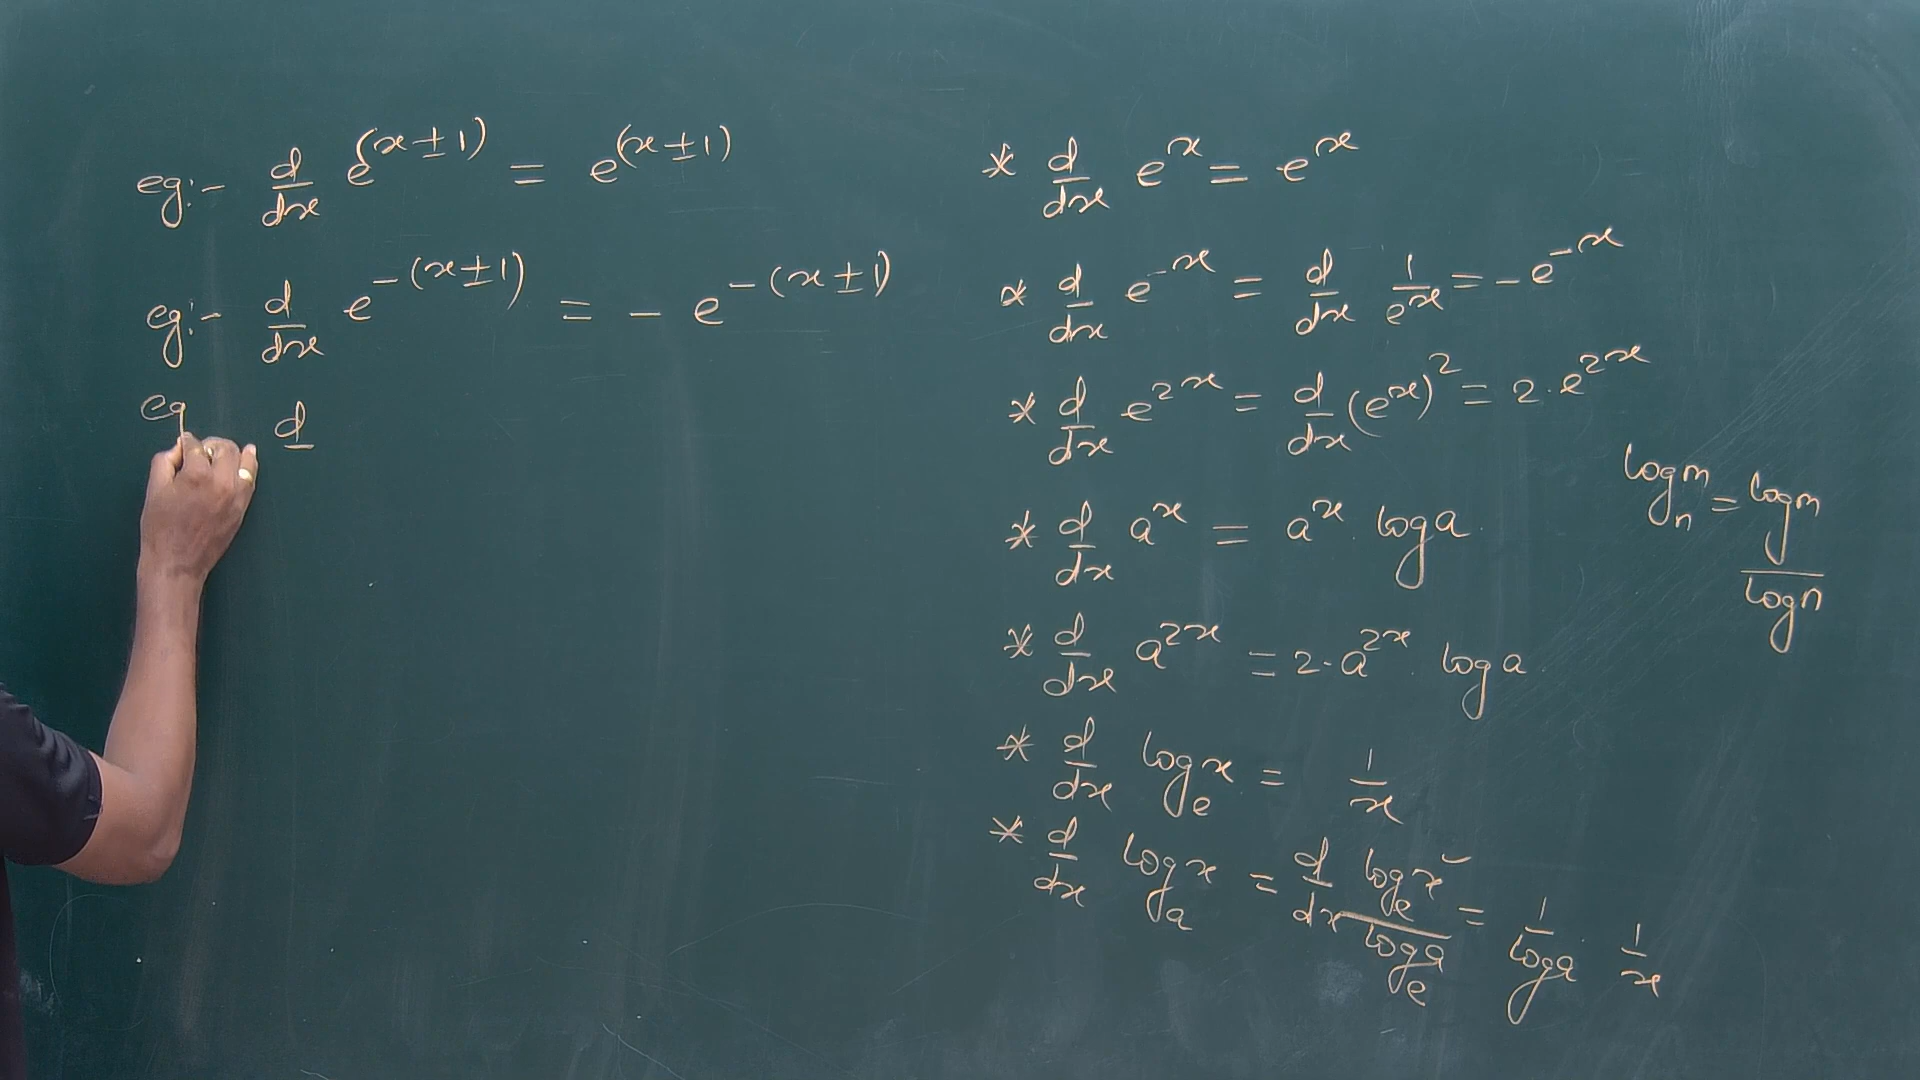 eg:- d/dx e^(x±1) = e^(x±1)
eg:- d/dx e^-(x±1) = - e^-(x±1)
eg d
* d/dx e^x = e^x
* d/dx e^-x = d/dx 1/e^x = - e^-x
* d/dx e^2x = d/dx (e^x)^2 = 2 . e^2x
* d/dx a^x = a^x . log a .
log_n m = log m / log n
* d/dx a^2x = 2 . a^2x . log a .
* d/dx log_e x = 1/x
* d/dx log_a x = d/dx log_e x / log_e a = 1/log a . 1/x